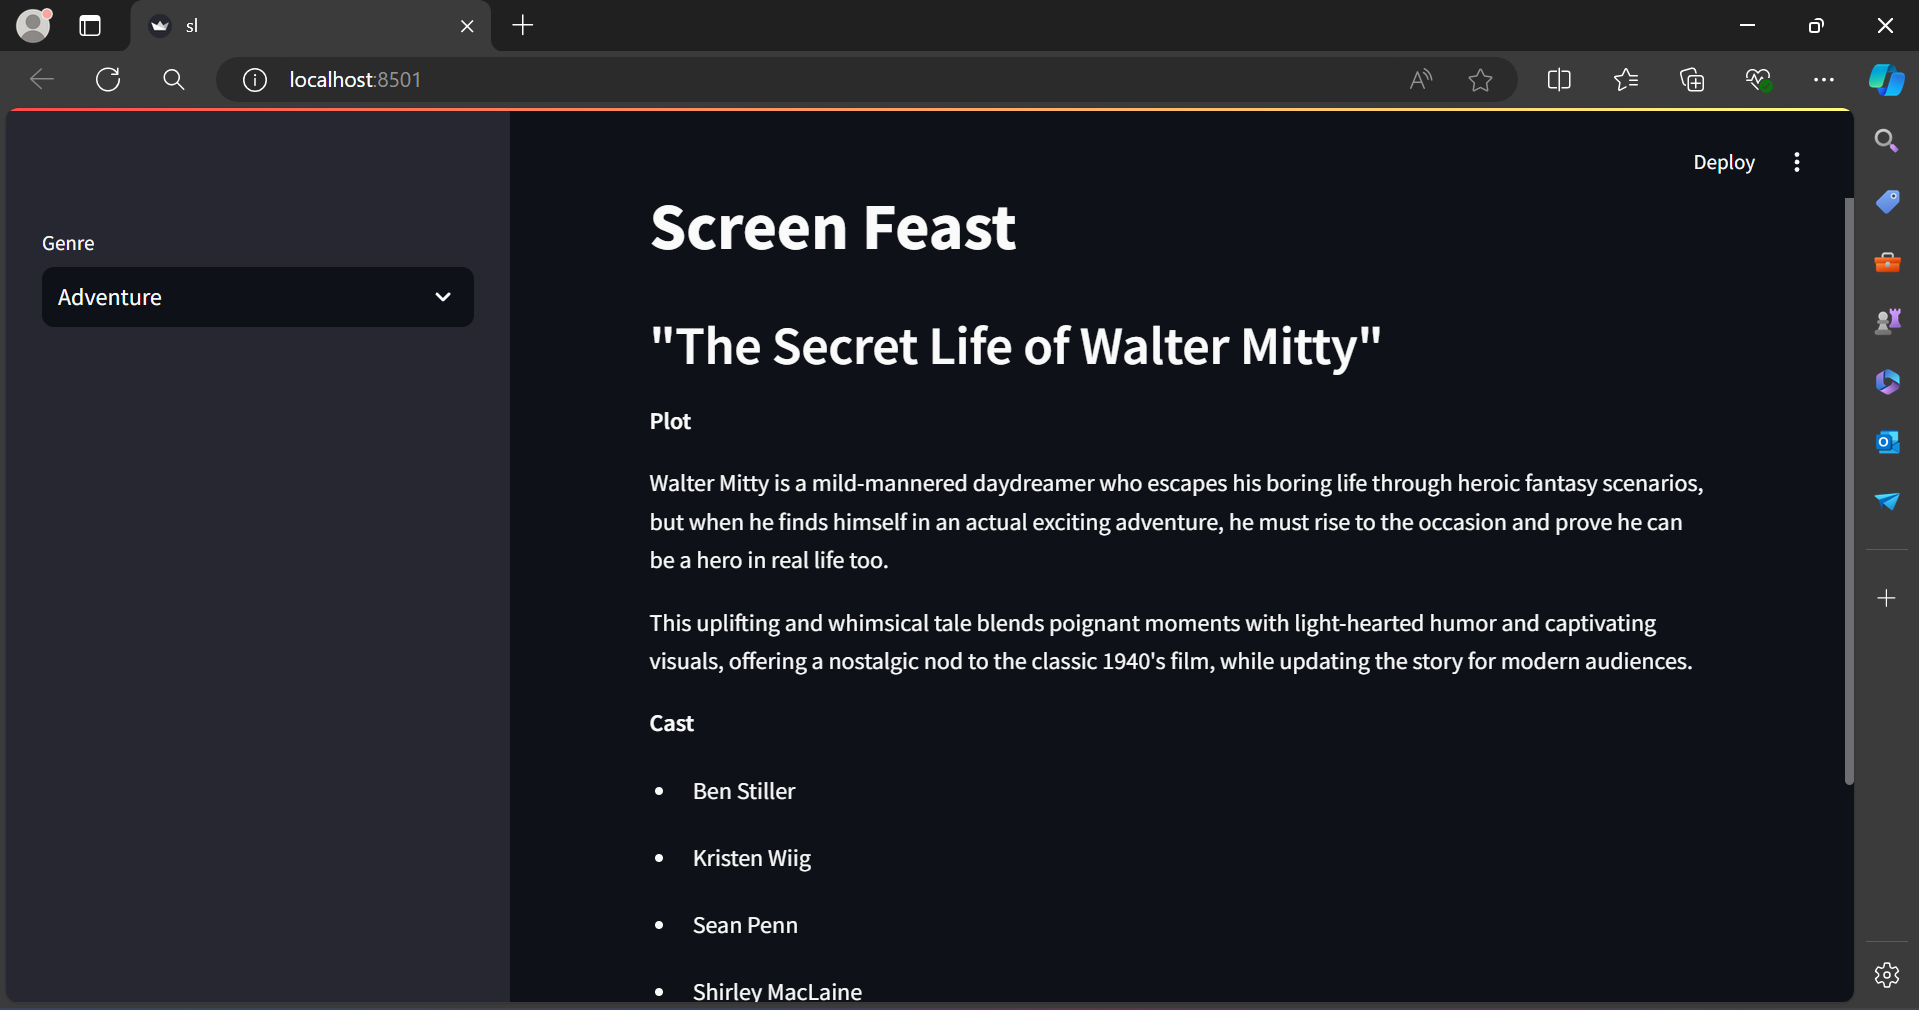 sl
localhost:8501
Deploy
Genre
Adventure
Screen Feast
"The Secret Life of Walter Mitty"
Plot
Walter Mitty is a mild-mannered daydreamer who escapes his boring life through heroic fantasy scenarios,
but when he finds himself in an actual exciting adventure, he must rise to the occasion and prove he can
be a hero in real life too.
This uplifting and whimsical tale blends poignant moments with light-hearted humor and captivating
visuals, offering a nostalgic nod to the classic 1940's film, while updating the story for modern audiences.
Cast
• Ben Stiller
• Kristen Wiig
• Sean Penn
• Shirley MacLaine